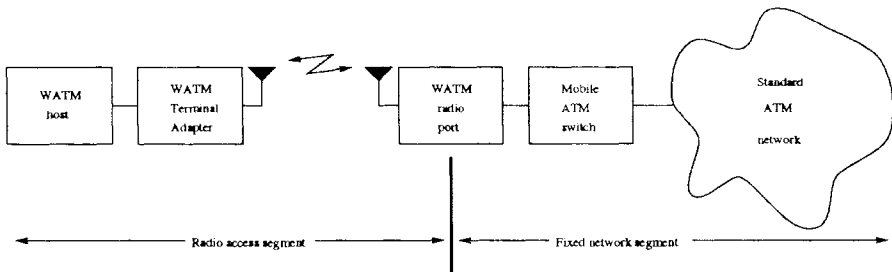 WATM
host
WATM
Terminal
Adapter
WATM
radio
port
Mobile
ATM
switch
Standard
ATM
network
Radio access segment
Fixed network segment